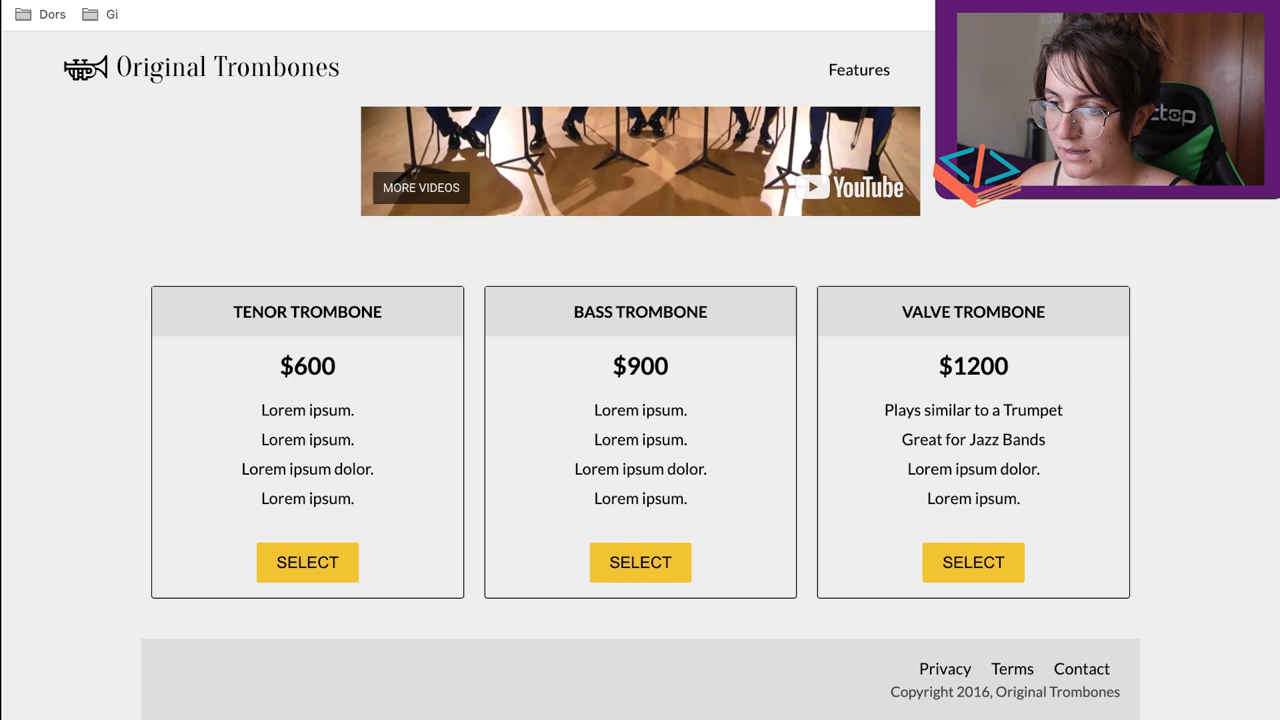 Dors Gi
Original Trombones
Features
MORE VIDEOS
YouTube
TENOR TROMBONE
$600
Lorem ipsum.
Lorem ipsum.
Lorem ipsum dolor.
Lorem ipsum.
SELECT
BASS TROMBONE
$900
Lorem ipsum.
Lorem ipsum.
Lorem ipsum dolor.
Lorem ipsum.
SELECT
VALVE TROMBONE
$1200
Plays similar to a Trumpet
Great for Jazz Bands
Lorem ipsum dolor.
Lorem ipsum.
SELECT
Privacy Terms Contact
Copyright 2016, Original Trombones